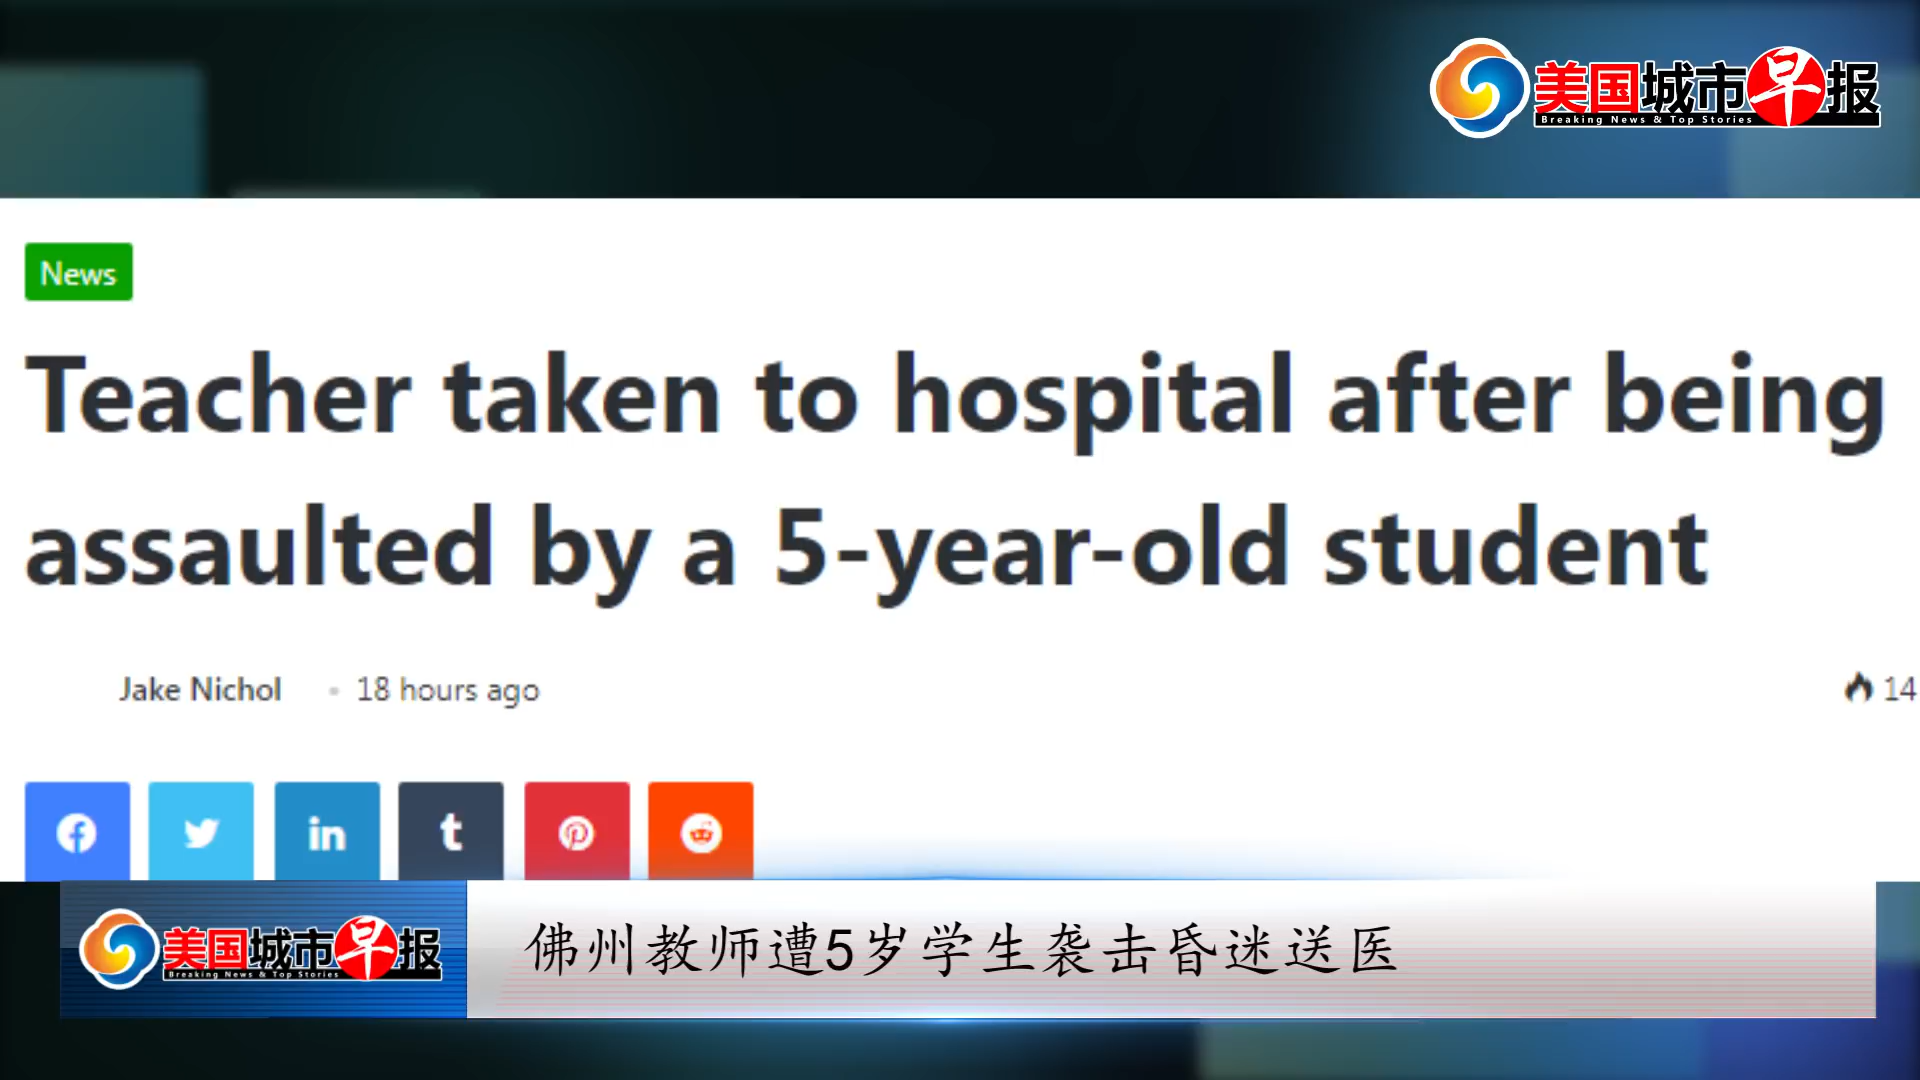 美国城市早报
Breaking News & Top Stories
News
Teacher taken to hospital after being
assaulted by a 5-year-old student
Jake Nichol • 18 hours ago 14
美国城市早报
Breaking News & Top Stories
佛州教师遭5岁学生袭击昏迷送医